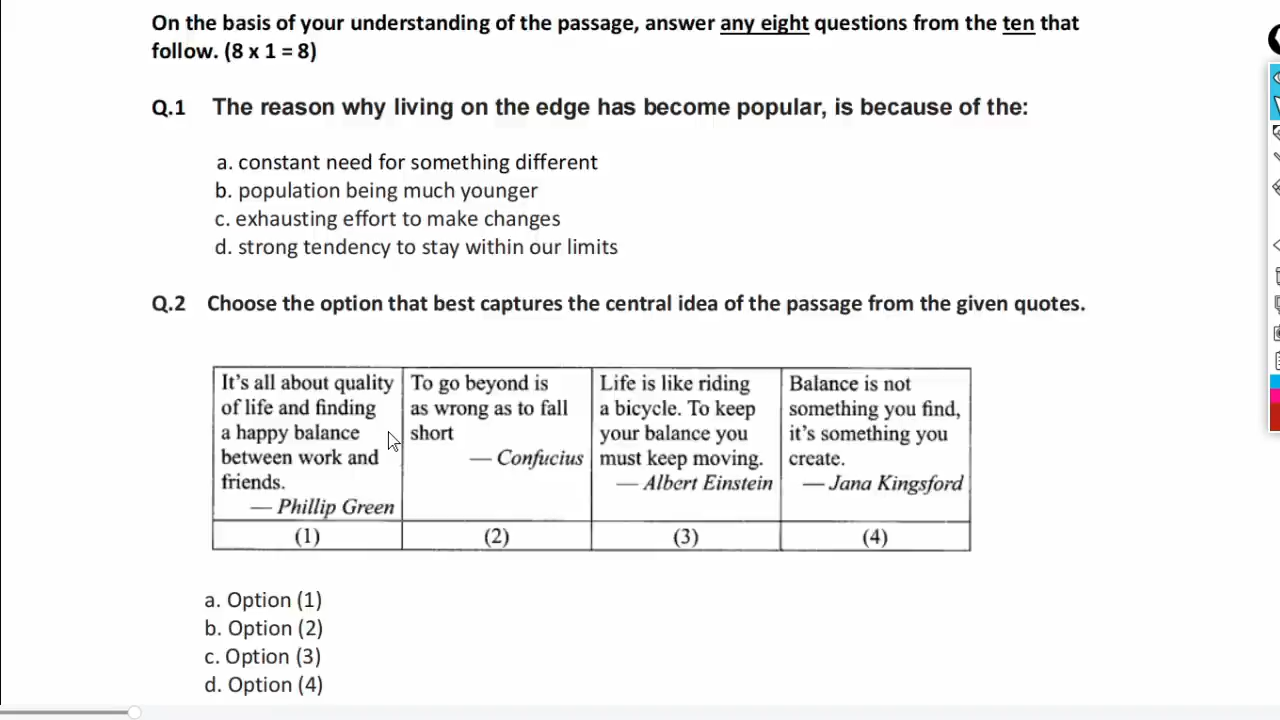 On the basis of your understanding of the passage, answer any eight questions from the ten that
follow. (8 x 1 = 8)
Q.1 The reason why living on the edge has become popular, is because of the:
a. constant need for something different
b. population being much younger
c. exhausting effort to make changes
d. strong tendency to stay within our limits
Q.2 Choose the option that best captures the central idea of the passage from the given quotes.
It's all about quality
of life and finding
a happy balance
between work and
friends.
— Phillip Green
(1)
To go beyond is
as wrong as to fall
short
— Confucius
(2)
Life is like riding
a bicycle. To keep
your balance you
must keep moving.
— Albert Einstein
(3)
Balance is not
something you find,
it's something you
create.
— Jana Kingsford
(4)
a. Option (1)
b. Option (2)
c. Option (3)
d. Option (4)